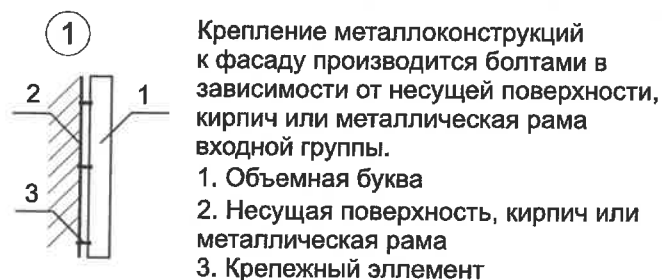 1
2
1
3
Крепление металлоконструкций
к фасаду производится болтами в
зависимости от несущей поверхности,
кирпич или металлическая рама
входной группы.
1. Объемная буква
2. Несущая поверхность, кирпич или
металлическая рама
3. Крепежный эллемент